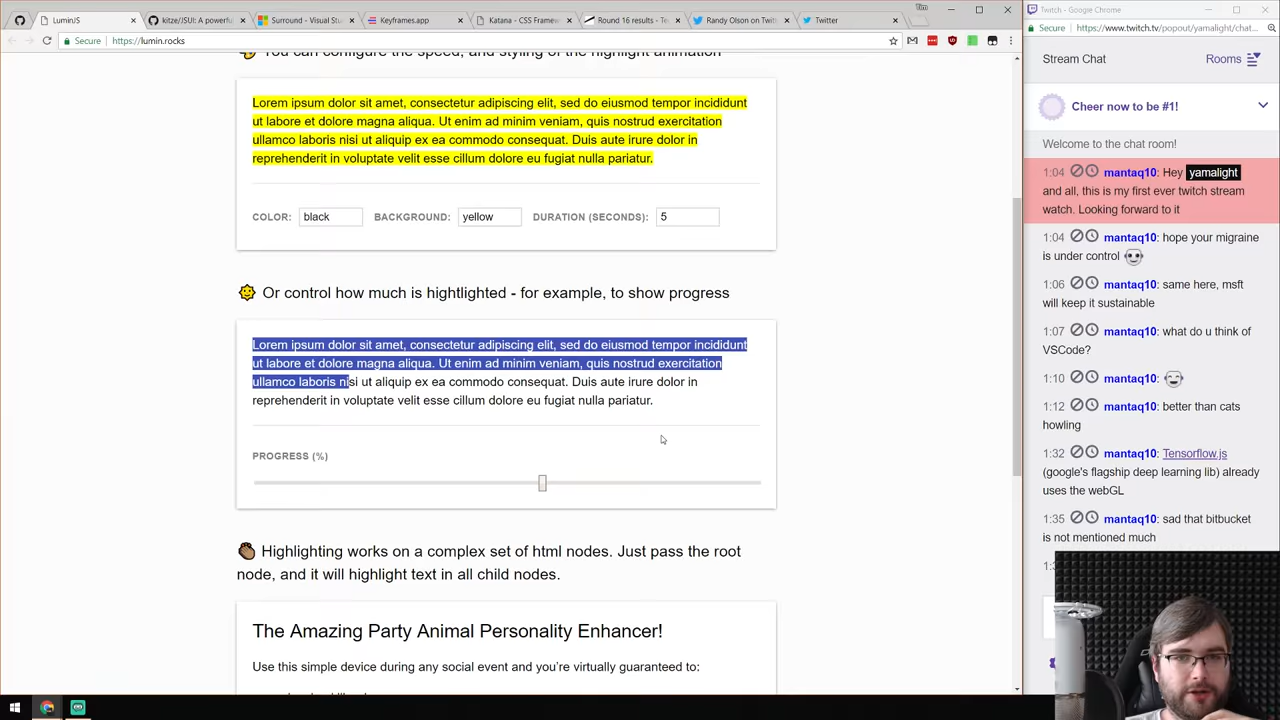 LuminJS
kitze/JSUI: A powerful
Surround - Visual Stu
Keyframes.app
Katana - CSS Framew
Round 16 results - Te
Randy Olson on Twit
Twitter
Secure
https://lumin.rocks
You can configure the speed, and styling of the highlight animation
Lorem ipsum dolor sit amet, consectetur adipiscing elit, sed do eiusmod tempor incididunt
ut labore et dolore magna aliqua. Ut enim ad minim veniam, quis nostrud exercitation
ullamco laboris nisi ut aliquip ex ea commodo consequat. Duis aute irure dolor in
reprehenderit in voluptate velit esse cillum dolore eu fugiat nulla pariatur.
COLOR: black BACKGROUND: yellow DURATION (SECONDS): 5
Or control how much is hightlighted - for example, to show progress
Lorem ipsum dolor sit amet, consectetur adipiscing elit, sed do eiusmod tempor incididunt
ut labore et dolore magna aliqua. Ut enim ad minim veniam, quis nostrud exercitation
ullamco laboris nisi ut aliquip ex ea commodo consequat. Duis aute irure dolor in
reprehenderit in voluptate velit esse cillum dolore eu fugiat nulla pariatur.
PROGRESS (%)
Highlighting works on a complex set of html nodes. Just pass the root
node, and it will highlight text in all child nodes.
The Amazing Party Animal Personality Enhancer!
Use this simple device during any social event and you're virtually guaranteed to:
Twitch - Google Chrome
Secure
https://www.twitch.tv/popout/yamalight/chat...
Stream Chat
Rooms
Cheer now to be #1!
Welcome to the chat room!
1:04 mantaq10: Hey yamalight
and all, this is my first ever twitch stream
watch. Looking forward to it
1:04 mantaq10: hope your migraine
is under control
1:06 mantaq10: same here, msft
will keep it sustainable
1:07 mantaq10: what do u think of
VSCode?
1:10 mantaq10:
1:12 mantaq10: better than cats
howling
1:32 mantaq10: Tensorflow.js
(google's flagship deep learning lib) already
uses the webGL
1:35 mantaq10: sad that bitbucket
is not mentioned much